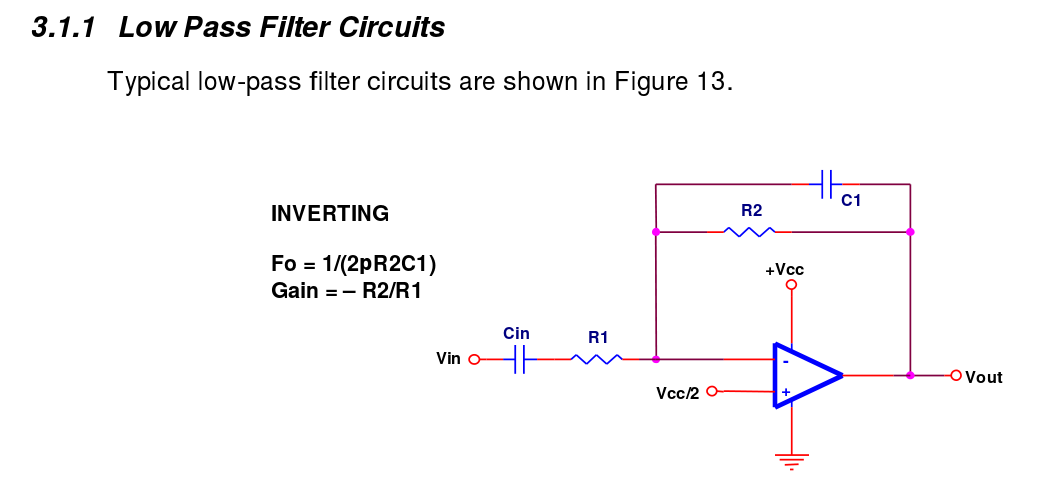 3.1.1 Low Pass Filter Circuits
Typical low-pass filter circuits are shown in Figure 13.
INVERTING
Fo = 1/(2pR2C1)
Gain = – R2/R1
C1
R2
+Vcc
Cin
R1
Vin
-
+
Vcc/2
Vout